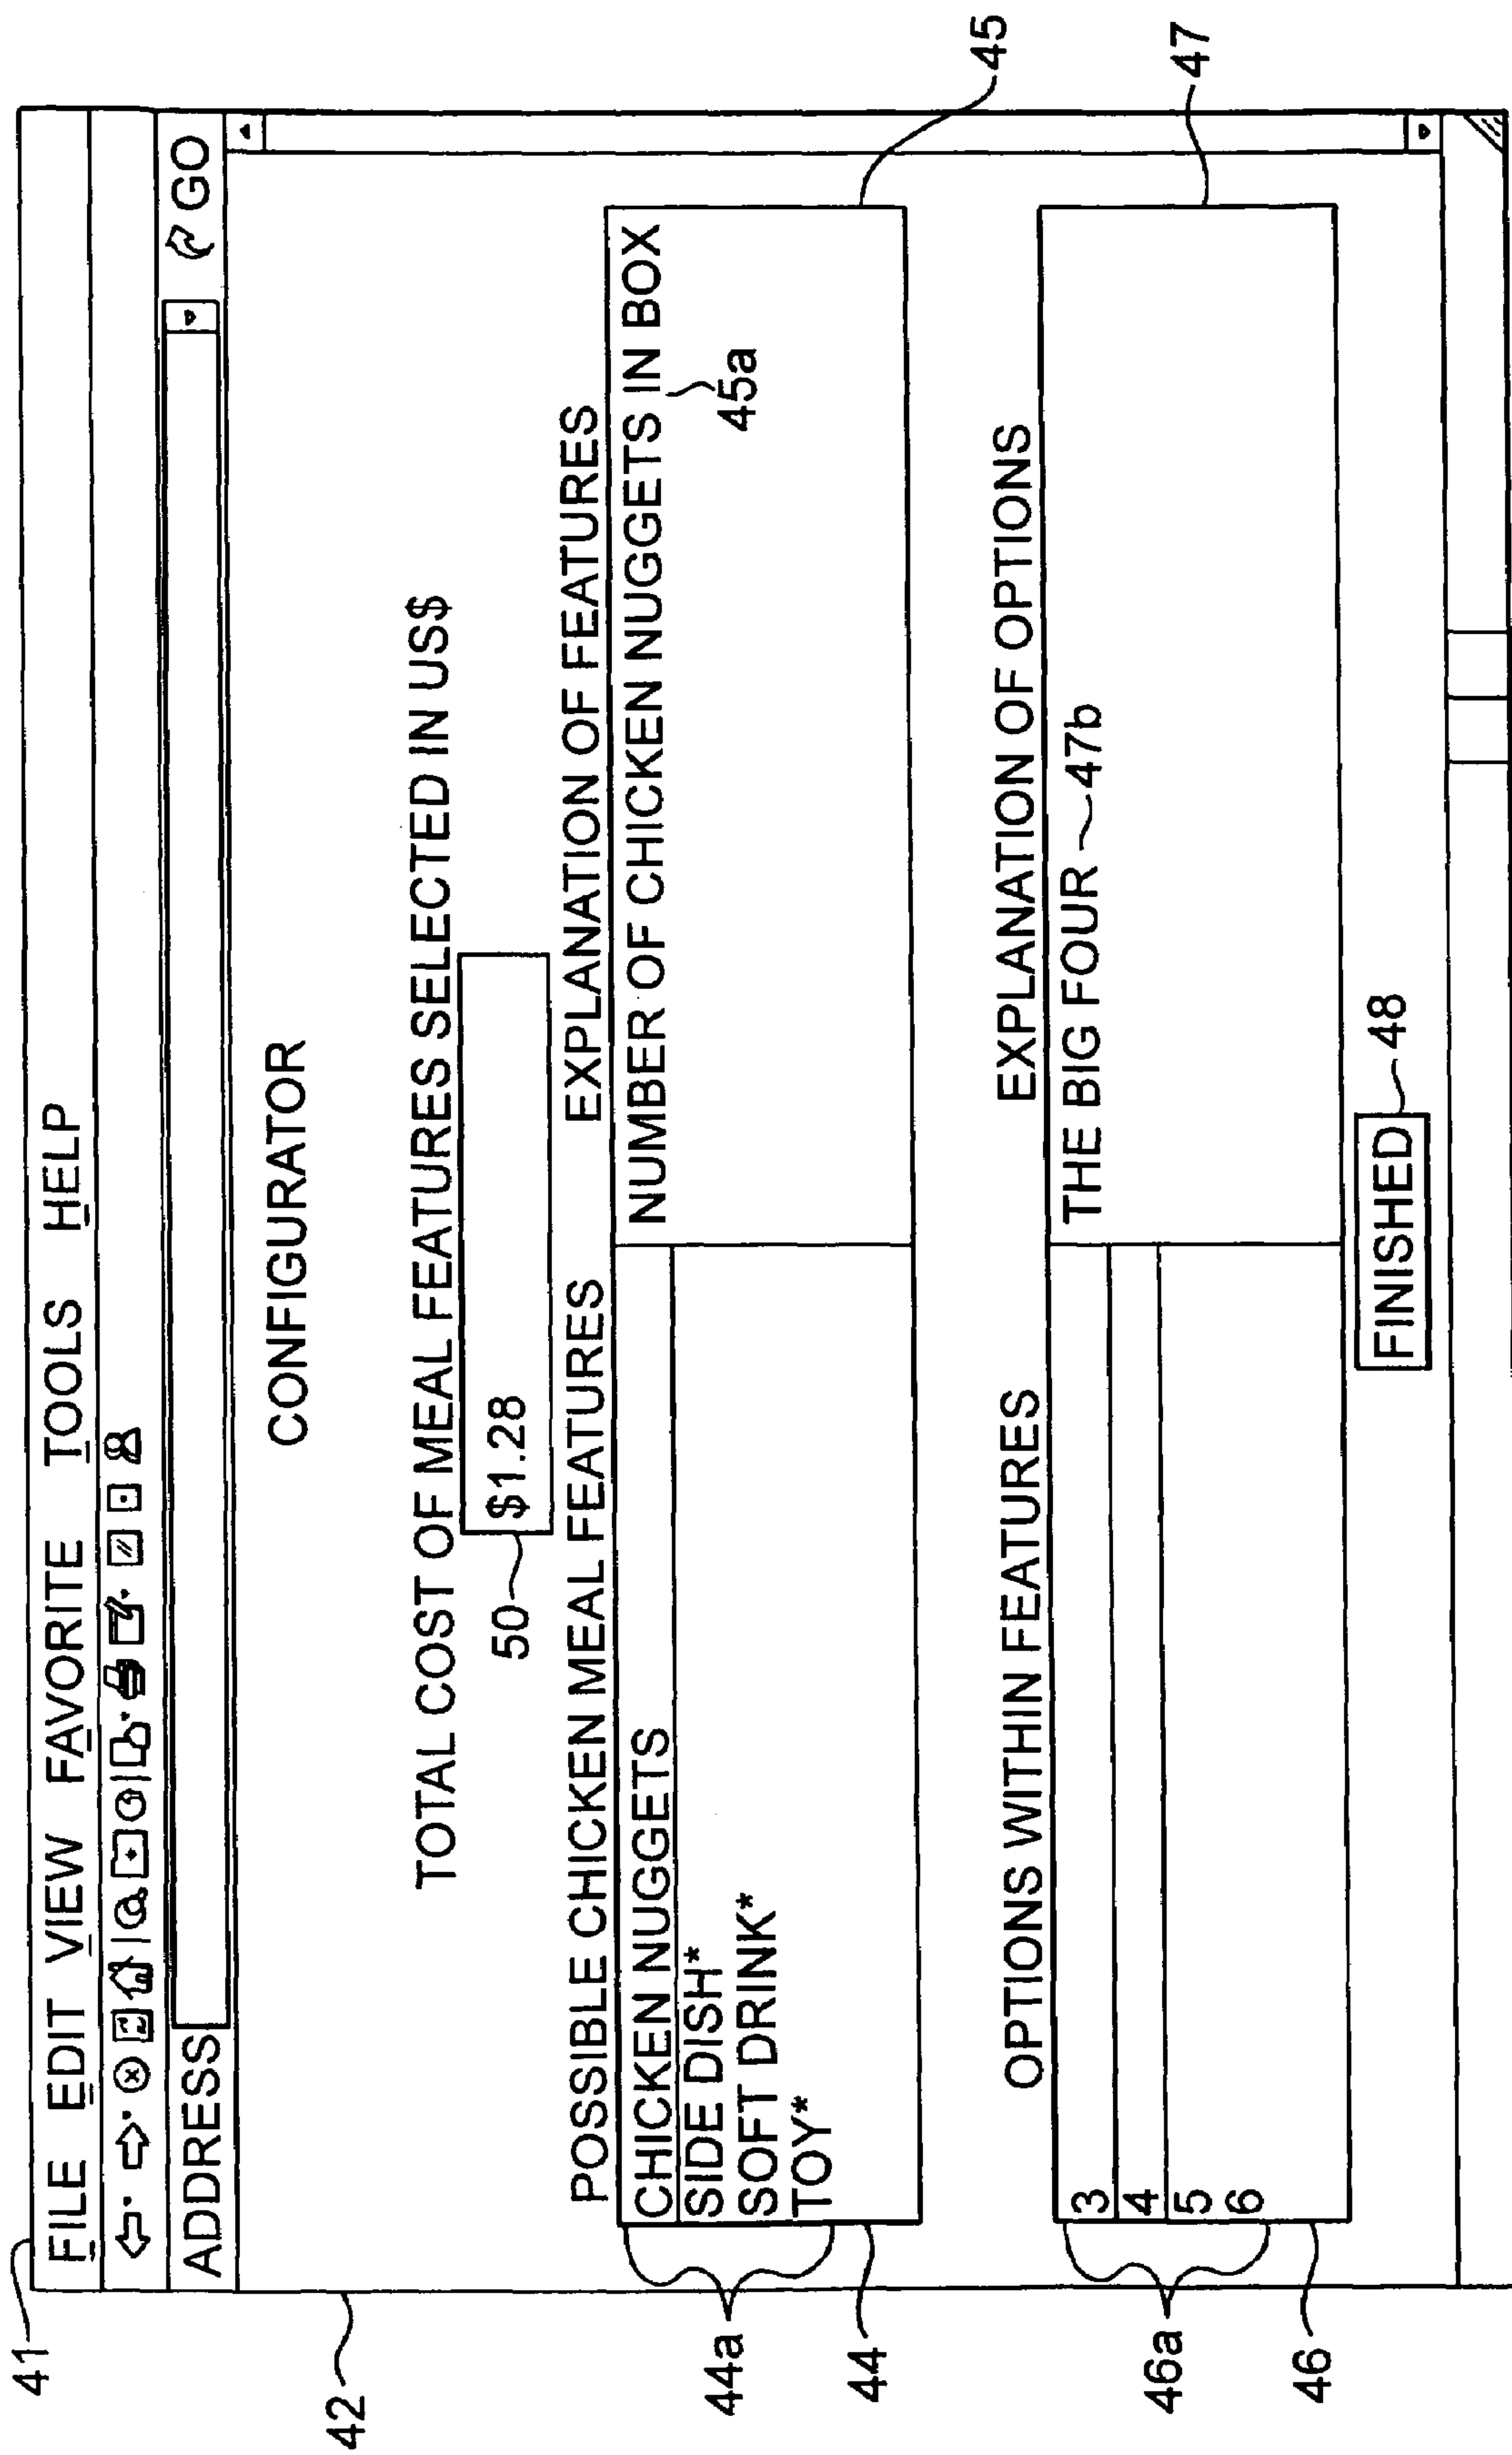 41
FILE EDIT VIEW FAVORITE TOOLS HELP
ADDRESS GO
42
CONFIGURATOR
TOTAL COST OF MEAL FEATURES SELECTED IN US$
50 $1.28
POSSIBLE CHICKEN MEAL FEATURES EXPLANATION OF FEATURES
CHICKEN NUGGETS NUMBER OF CHICKEN NUGGETS IN BOX
SIDE DISH*
SOFT DRINK*
TOY*
44a
45a
44
45
OPTIONS WITHIN FEATURES EXPLANATION OF OPTIONS
3 THE BIG FOUR 47b
4
5
6
46a
46
47
FINISHED 48